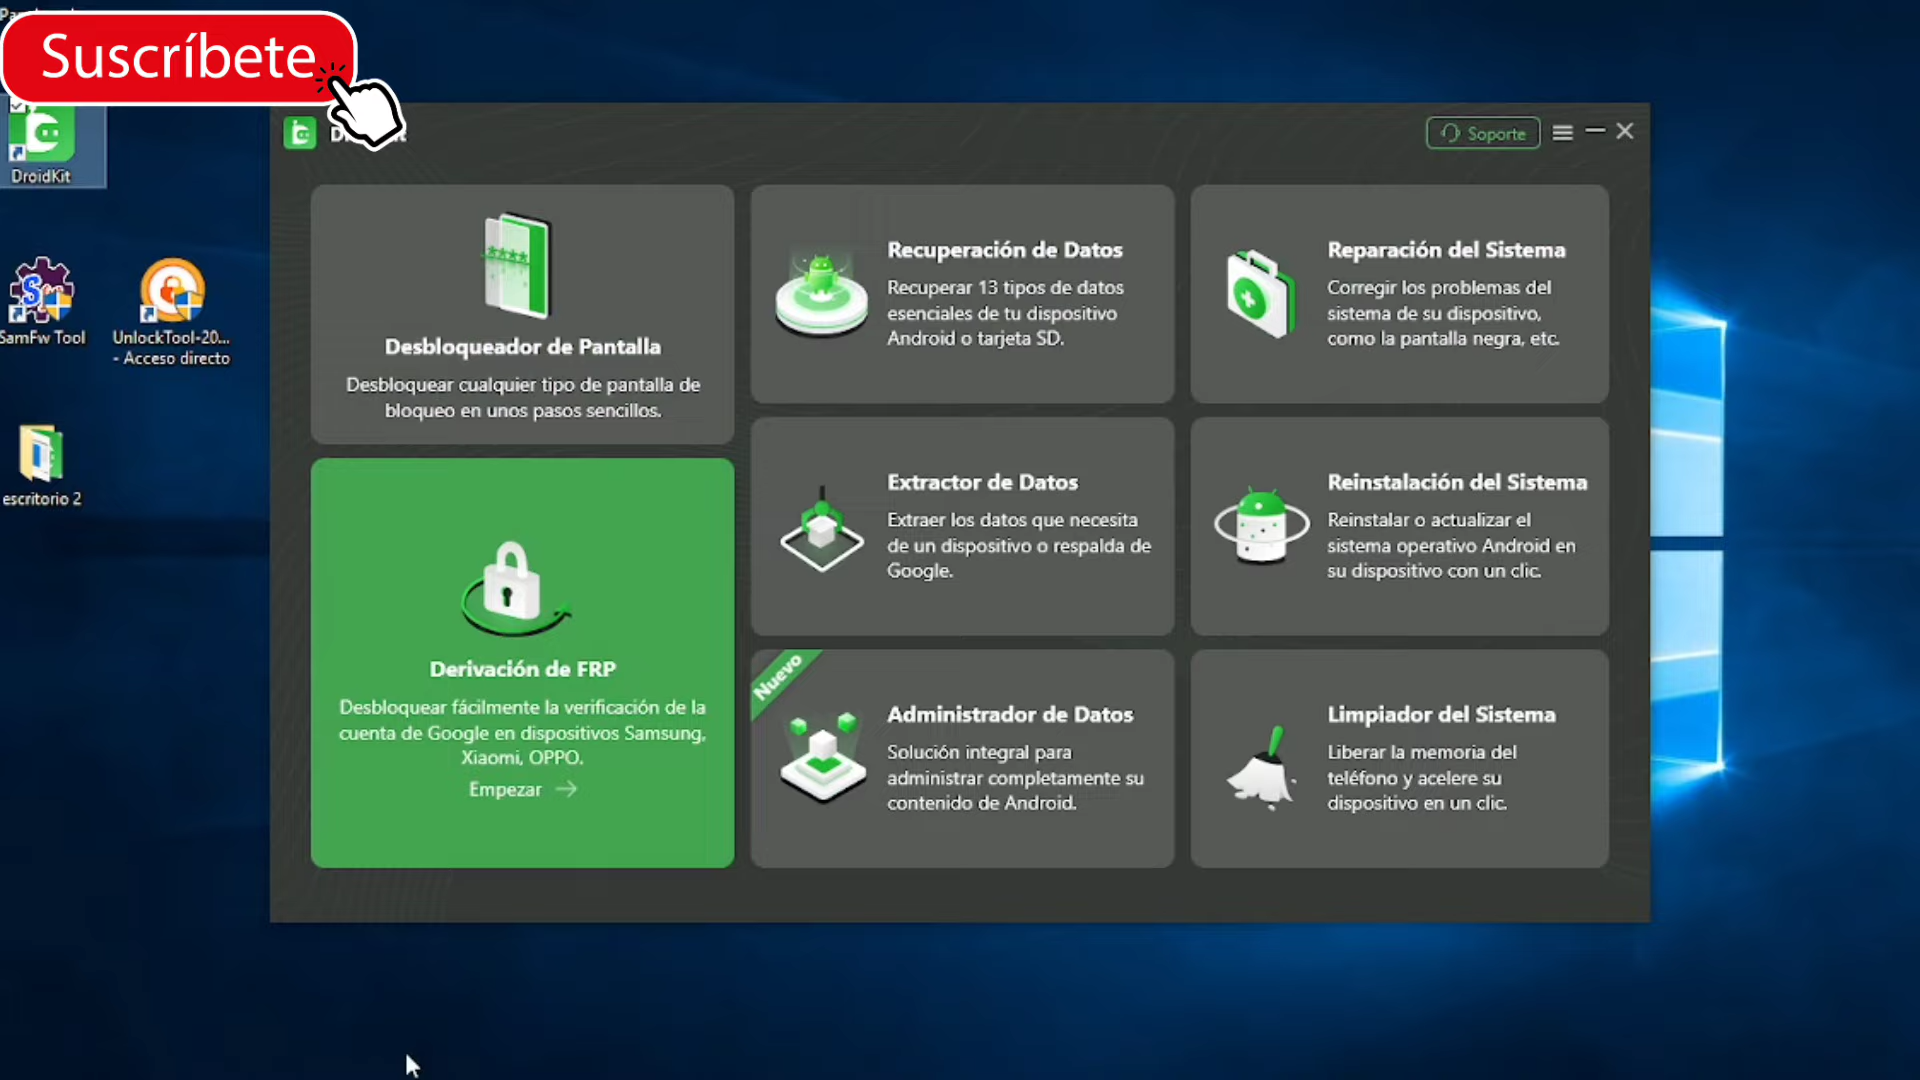 Suscríbete
DroidKit
SamFw Tool
UnlockTool-20...
- Acceso directo
escritorio 2
Soporte
Desbloqueador de Pantalla
Desbloquear cualquier tipo de pantalla de
bloqueo en unos pasos sencillos.
Derivación de FRP
Desbloquear fácilmente la verificación de la
cuenta de Google en dispositivos Samsung,
Xiaomi, OPPO.
Empezar
Recuperación de Datos
Recuperar 13 tipos de datos
esenciales de tu dispositivo
Android o tarjeta SD.
Extractor de Datos
Extraer los datos que necesita
de un dispositivo o respalda de
Google.
Nuevo
Administrador de Datos
Solución integral para
administrar completamente su
contenido de Android.
Reparación del Sistema
Corregir los problemas del
sistema de su dispositivo,
como la pantalla negra, etc.
Reinstalación del Sistema
Reinstalar o actualizar el
sistema operativo Android en
su dispositivo con un clic.
Limpiador del Sistema
Liberar la memoria del
teléfono y acelere su
dispositivo en un clic.